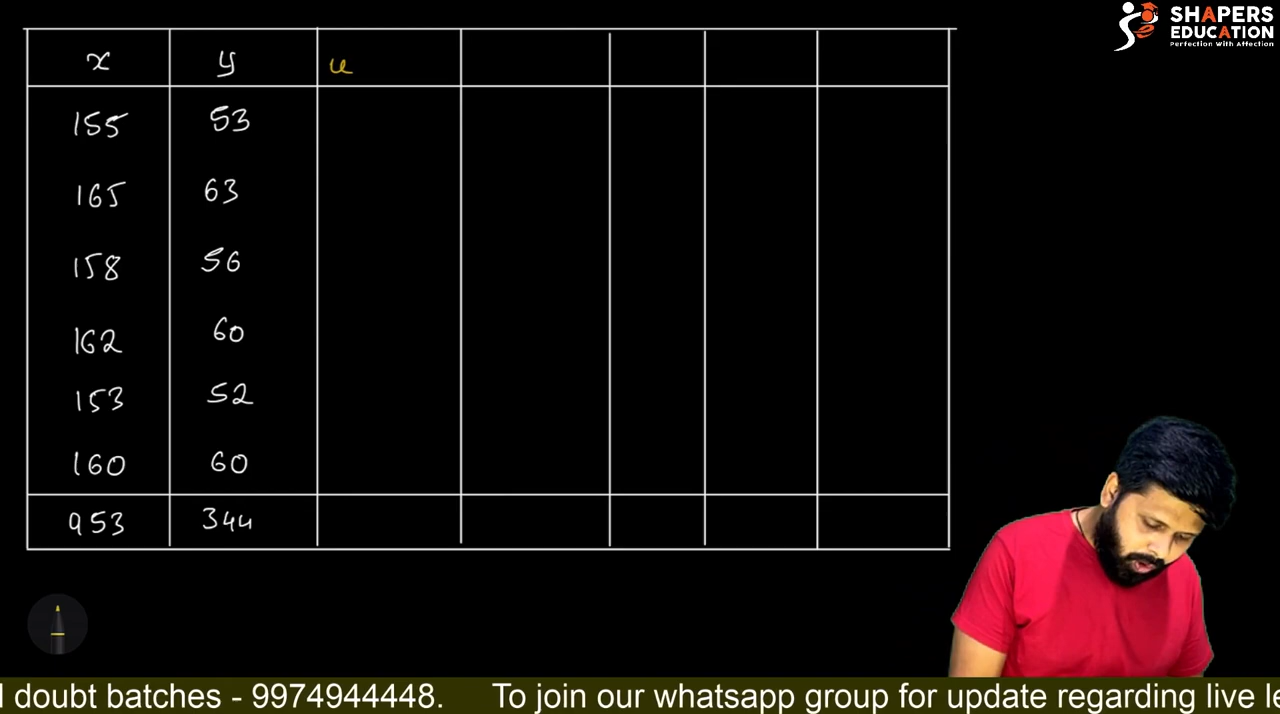 SHAPERS
EDUCATION
Perfection With Affection
x y u
155 53
165 63
158 56
162 60
153 52
160 60
953 344
doubt batches - 9974944448. To join our whatsapp group for update regarding live